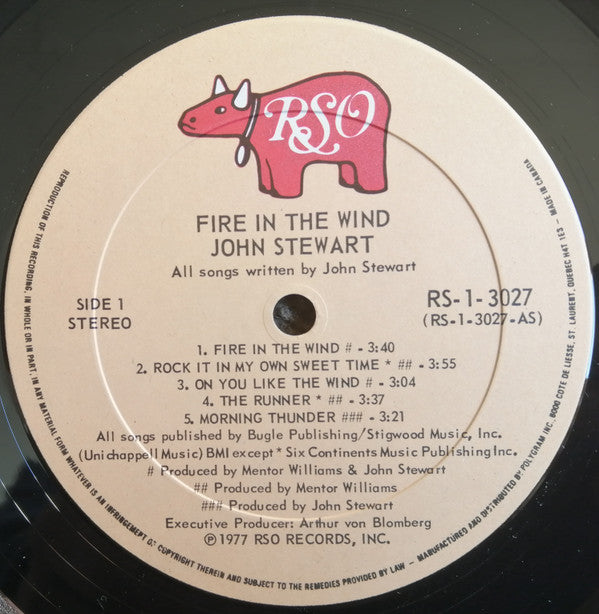 RSO
FIRE IN THE WIND
JOHN STEWART
All songs written by John Stewart
SIDE 1
STEREO
RS-1-3027
(RS-1-3027-AS)
1. FIRE IN THE WIND # - 3:40
2. ROCK IT IN MY OWN SWEET TIME * ## - 3:55
3. ON YOU LIKE THE WIND # - 3:04
4. THE RUNNER * ## - 3:37
5. MORNING THUNDER ### - 3:21
All songs published by Bugle Publishing/Stigwood Music, Inc.
(Unichappell Music) BMI except * Six Continents Music Publishing Inc.
# Produced by Mentor Williams & John Stewart
## Produced by Mentor Williams
### Produced by John Stewart
Executive Producer: Arthur von Blomberg
℗ 1977 RSO RECORDS, INC.
REPRODUCTION OF THIS RECORDING, IN WHOLE OR IN PART, IN ANY MATERIAL FORM WHATEVER IS AN INFRINGEMENT OF COPYRIGHT THEREIN AND SUBJECT TO THE REMEDIES PROVIDED BY LAW – MANUFACTURED AND DISTRIBUTED BY POLYGRAM INC. 6000 COTE DE LIESSE, ST. LAURENT, QUEBEC H4T 1E5 – MADE IN CANADA